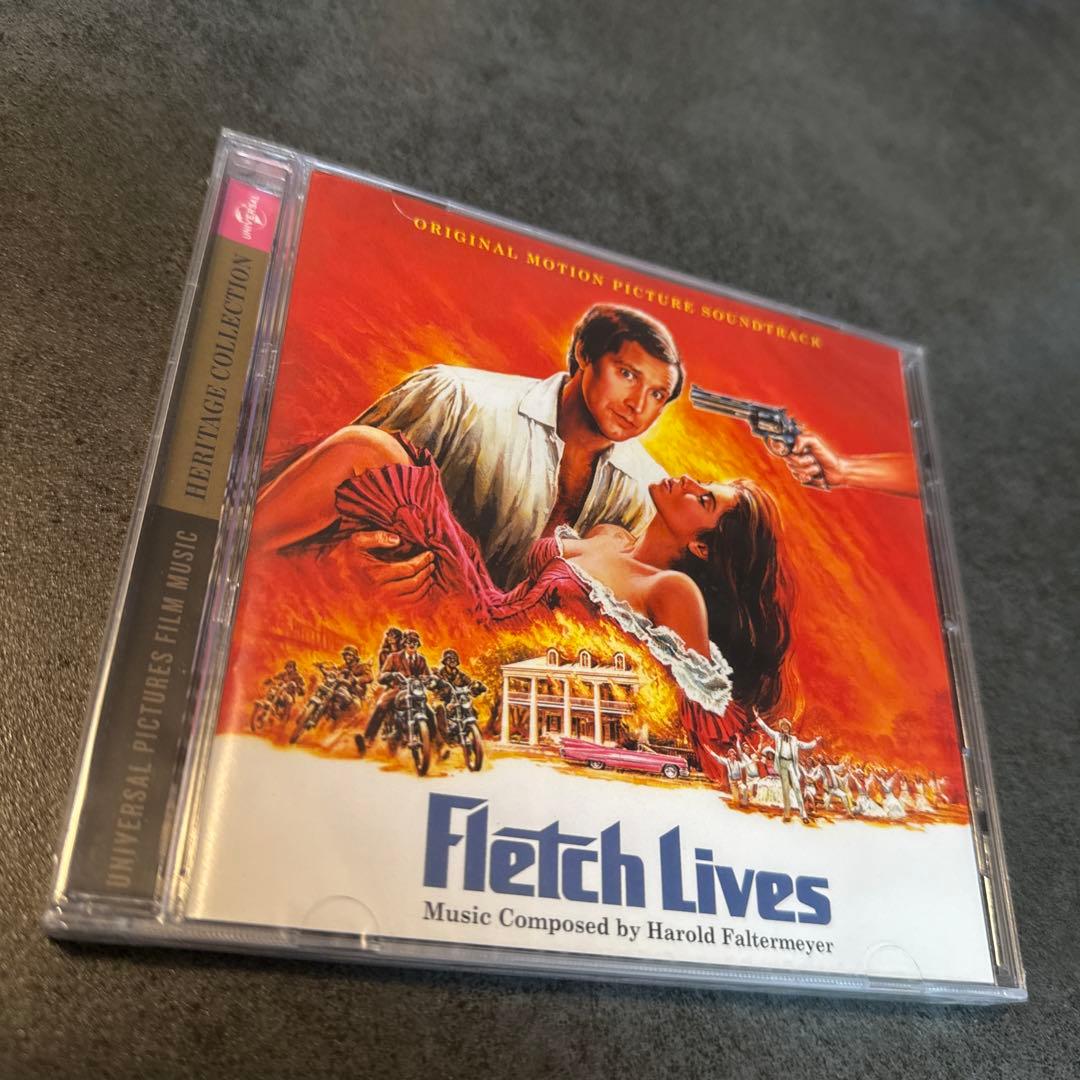 UNIVERSAL
HERITAGE COLLECTION
UNIVERSAL PICTURES FILM MUSIC
ORIGINAL MOTION PICTURE SOUNDTRACK
Fletch Lives
Music Composed by Harold Faltermeyer